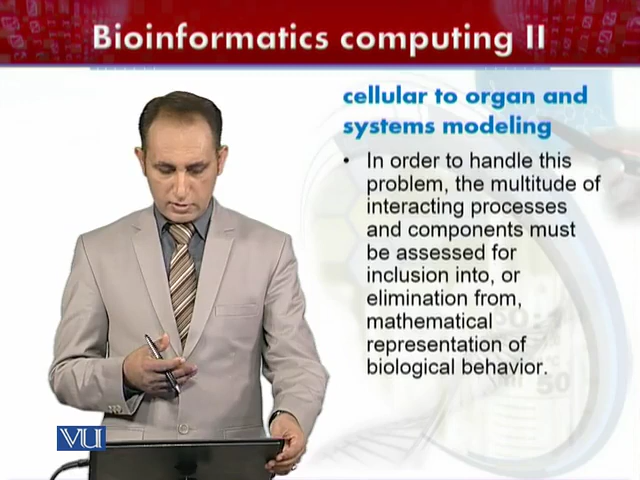 Bioinformatics computing II
cellular to organ and
systems modeling
• In order to handle this
problem, the multitude of
interacting processes
and components must
be assessed for
inclusion into, or
elimination from,
mathematical
representation of
biological behavior.
50
VU